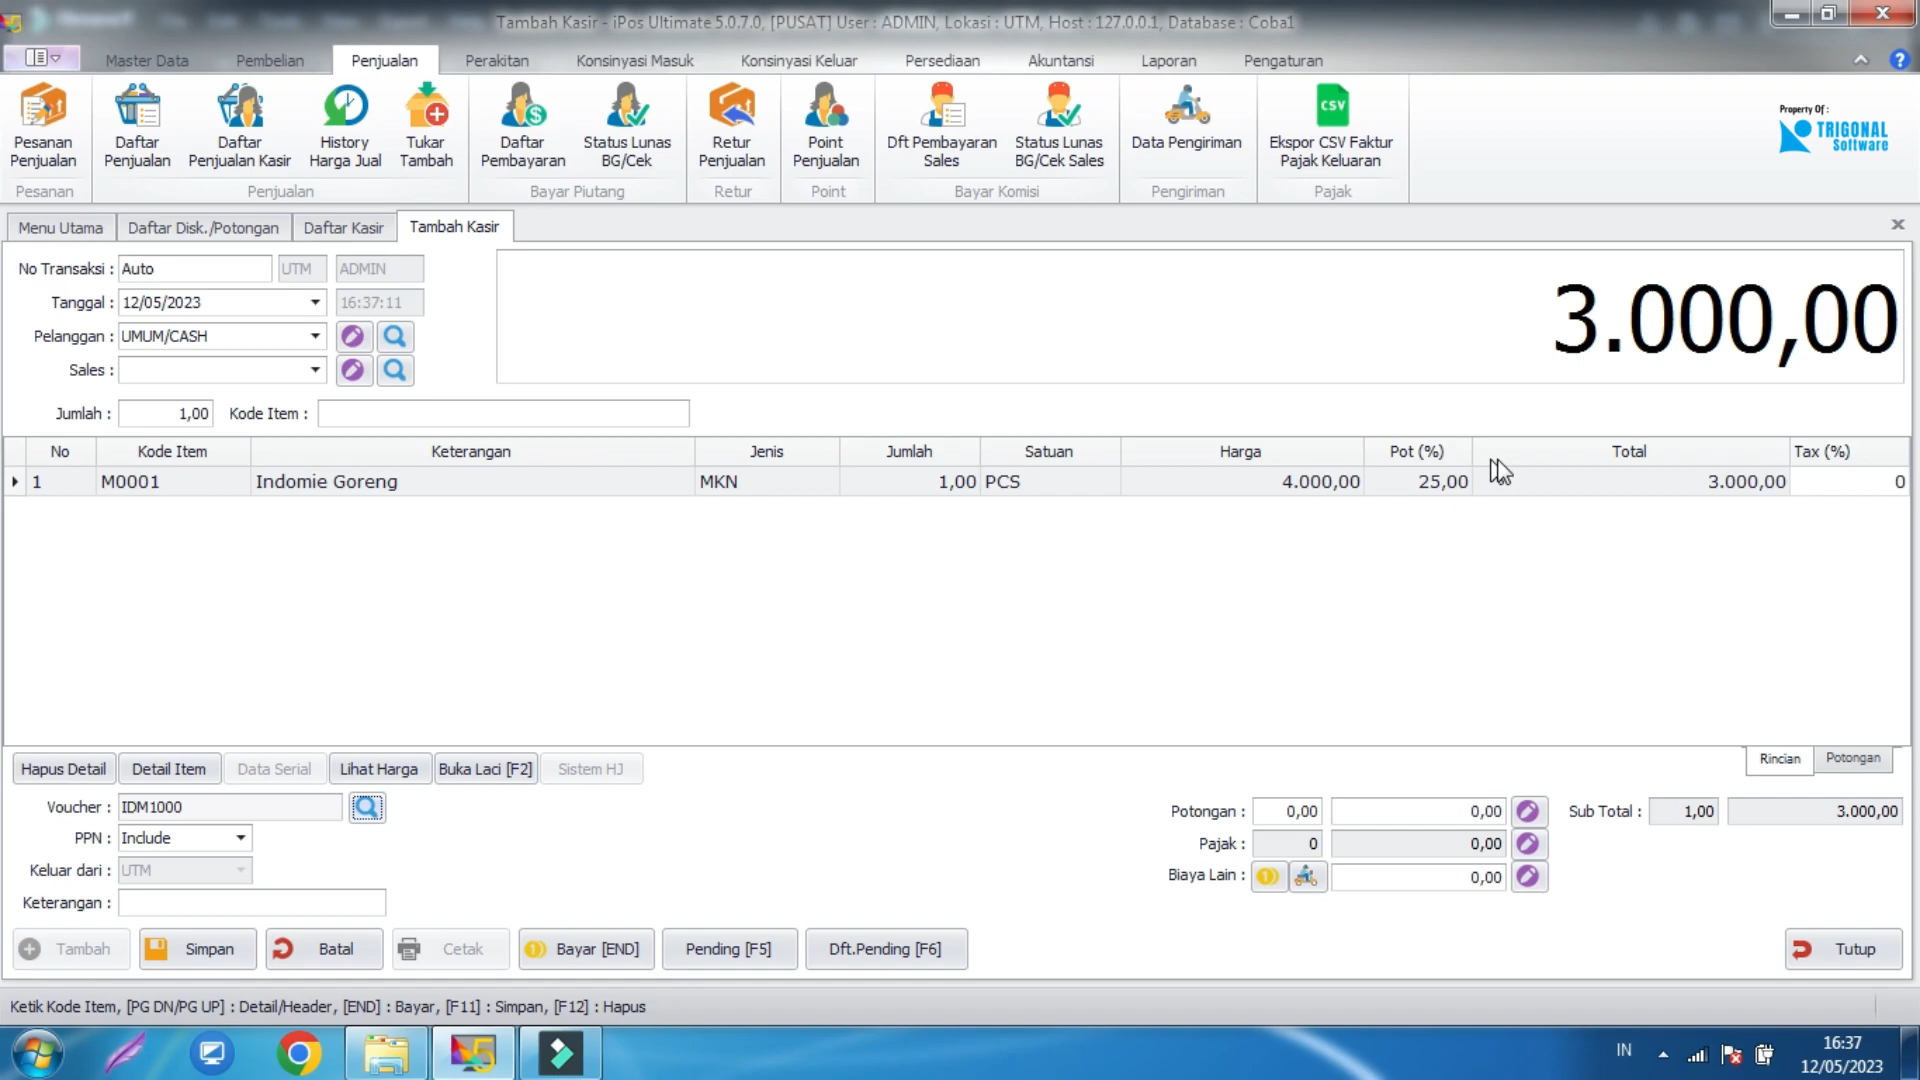 Tambah Kasir - iPos Ultimate 5.0.7.0, [PUSAT] User : ADMIN, Lokasi : UTM, Host : 127.0.0.1, Database : Coba1
Master Data Pembelian Penjualan Perakitan Konsinyasi Masuk Konsinyasi Keluar Persediaan Akuntansi Laporan Pengaturan
Pesanan Penjualan
Daftar Penjualan
Daftar Penjualan Kasir
History Harga Jual
Tukar Tambah
Daftar Pembayaran
Status Lunas BG/Cek
Retur Penjualan
Point Penjualan
Dft Pembayaran Sales
Status Lunas BG/Cek Sales
Data Pengiriman
CSV
Ekspor CSV Faktur Pajak Keluaran
Property Of :
TRIGONAL
Software
Pesanan Penjualan Bayar Piutang Retur Point Bayar Komisi Pengiriman Pajak
Menu Utama Daftar Disk./Potongan Daftar Kasir Tambah Kasir
No Transaksi : Auto UTM ADMIN
Tanggal : 12/05/2023 16:37:11
Pelanggan : UMUM/CASH
Sales :
3.000,00
Jumlah : 1,00 Kode Item :
No Kode Item Keterangan Jenis Jumlah Satuan Harga Pot (%) Total Tax (%)
1 M0001 Indomie Goreng MKN 1,00 PCS 4.000,00 25,00 3.000,00 0
Hapus Detail Detail Item Data Serial Lihat Harga Buka Laci [F2] Sistem HJ
Rincian Potongan
Voucher : IDM1000
PPN : Include
Keluar dari : UTM
Keterangan :
Potongan : 0,00 0,00 Sub Total : 1,00 3.000,00
Pajak : 0 0,00
Biaya Lain : 0,00
Tambah Simpan Batal Cetak Bayar [END] Pending [F5] Dft.Pending [F6] Tutup
Ketik Kode Item, [PG DN/PG UP] : Detail/Header, [END] : Bayar, [F11] : Simpan, [F12] : Hapus
IN 16:37
12/05/2023